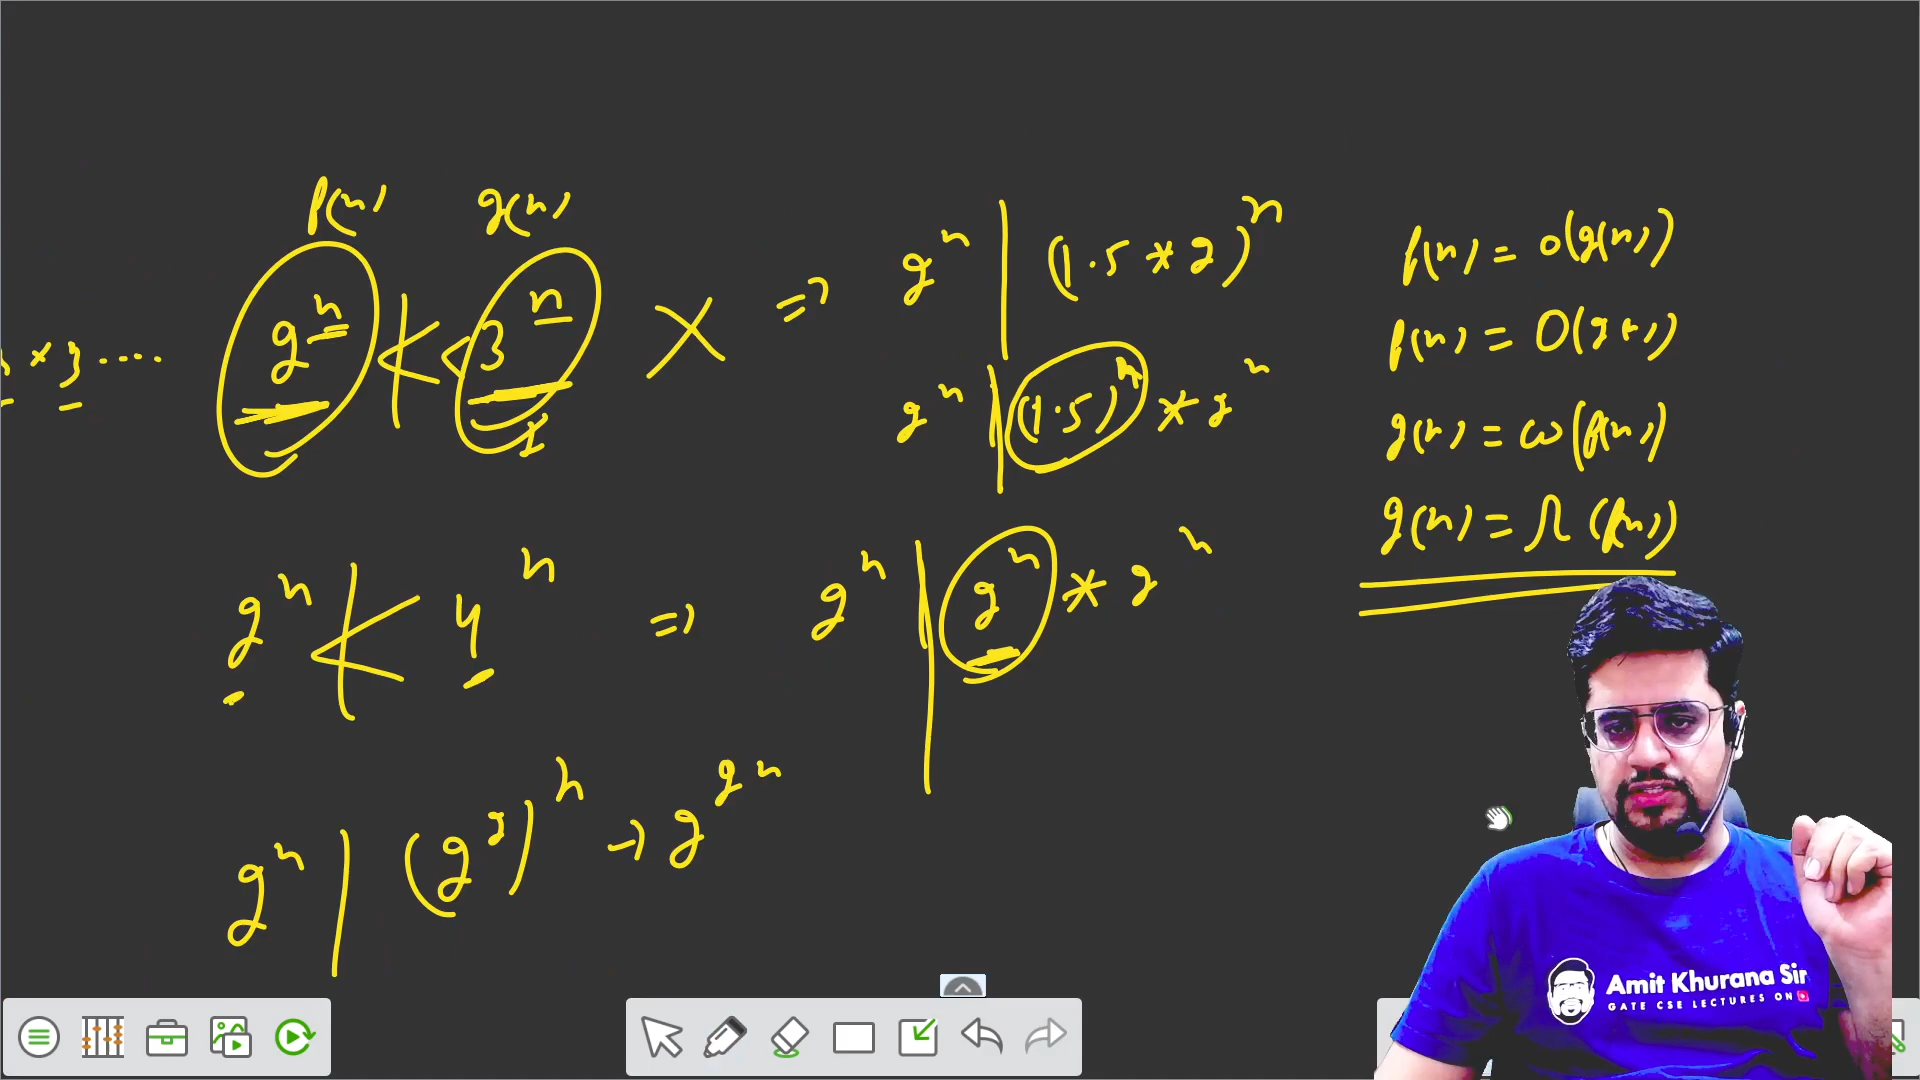 f(n) g(n)
2ⁿ < < 3ⁿ X ⇒ 2ⁿ | (1.5 * 2)ⁿ
* 3 ....
2ⁿ | (1.5)ⁿ * 2ⁿ
2ⁿ < 4ⁿ ⇒ 2ⁿ | 2ⁿ * 2ⁿ
2ⁿ | (2²)ⁿ → 2²ⁿ
f(n) = o(g(n))
f(n) = O(g(n))
g(n) = ω(f(n))
g(n) = Ω(f(n))
Amit Khurana Sir
GATE CSE LECTURES ON